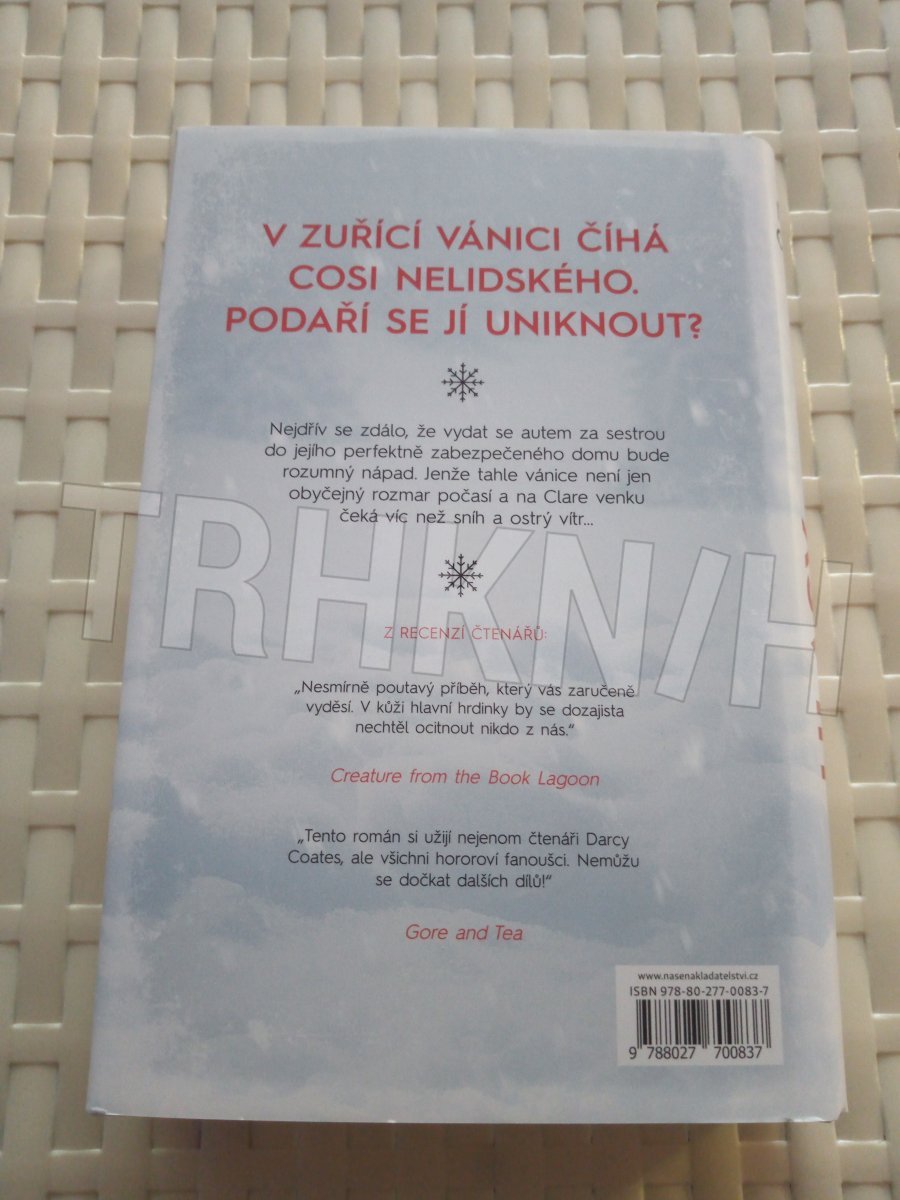 V ZUŘÍCÍ VÁNICI ČÍHÁ
COSI NELIDSKÉHO.
PODAŘÍ SE JÍ UNIKNOUT?
Nejdřív se zdálo, že vydat se autem za sestrou
do jejího perfektně zabezpečeného domu bude
rozumný nápad. Jenže tahle vánice není jen
obyčejný rozmar počasí a na Clare venku
čeká víc než sníh a ostrý vítr...
TRHKNIH
Z RECENZÍ ČTENÁŘŮ:
„Nesmírně poutavý příběh, který vás zaručeně
vyděsí. V kůži hlavní hrdinky by se dozajista
nechtěl ocitnout nikdo z nás.“
Creature from the Book Lagoon
„Tento román si užijí nejenom čtenáři Darcy
Coates, ale všichni hororoví fanoušci. Nemůžu
se dočkat dalších dílů!“
Gore and Tea
www.nasenakladatelstvi.cz
ISBN 978-80-277-0083-7
9 788027 700837